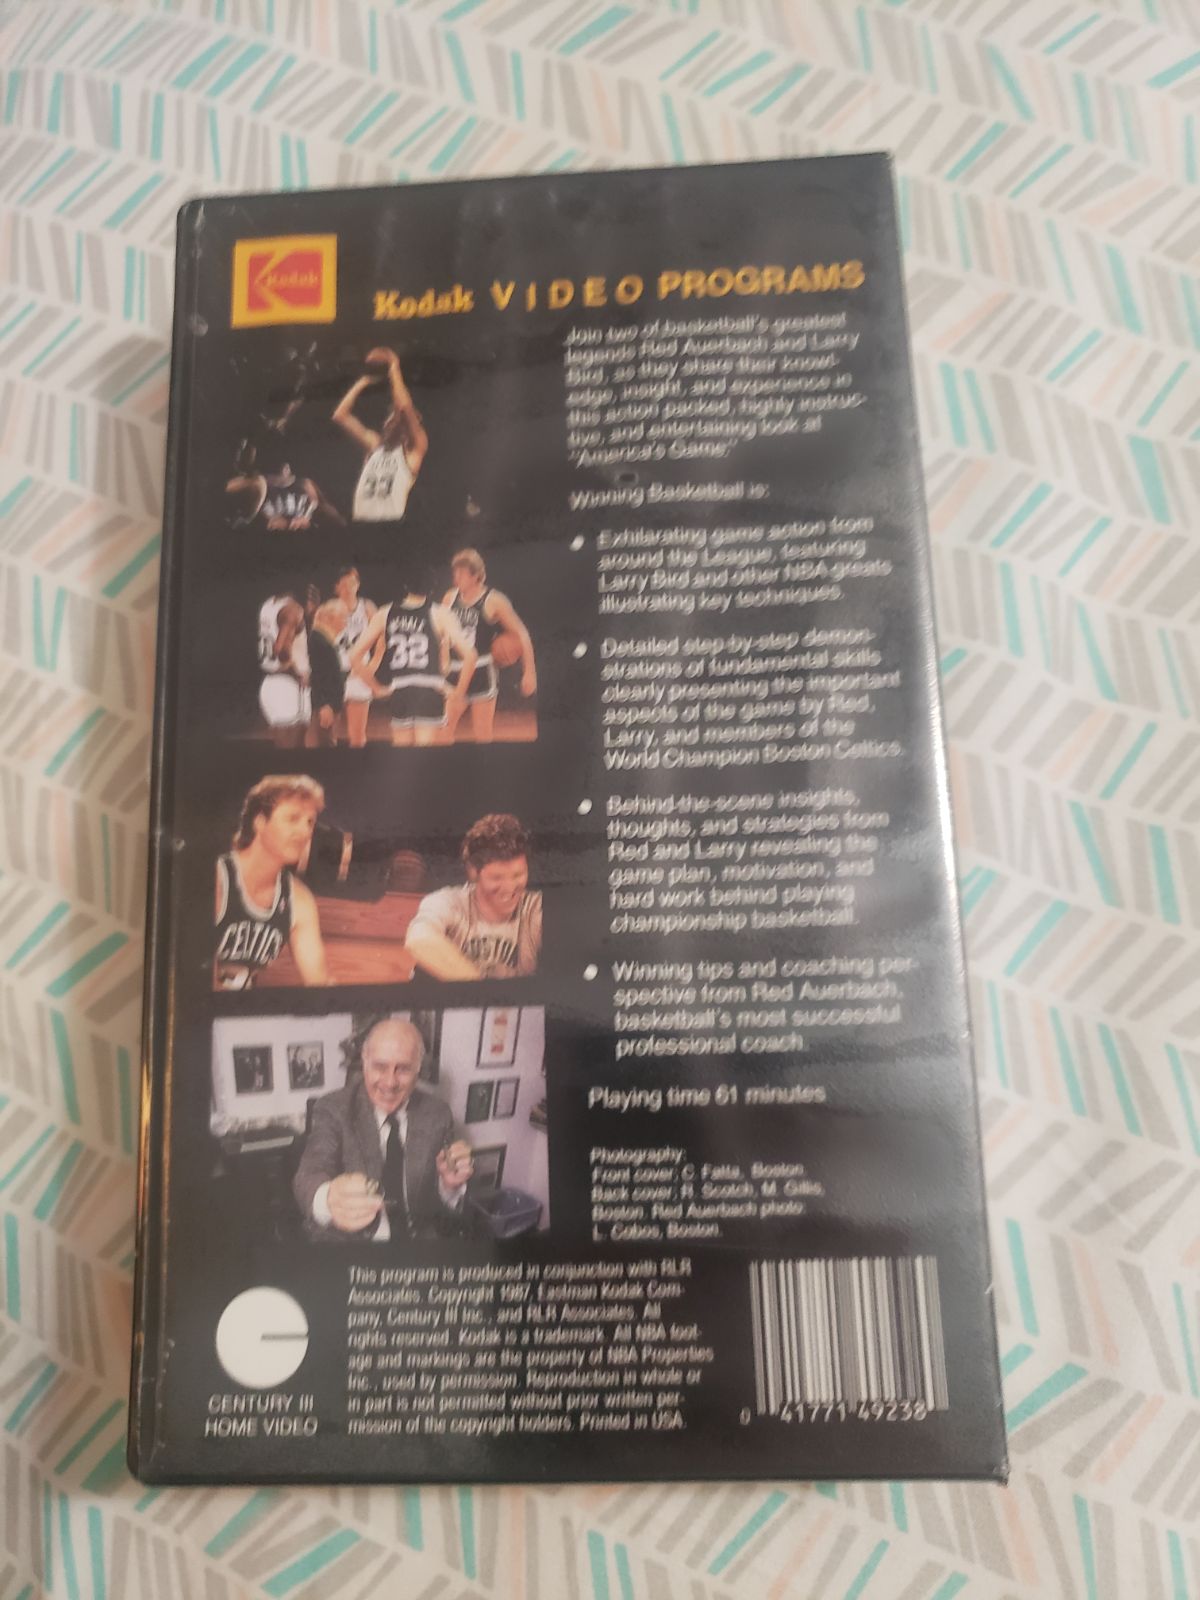 Kodak
Kodak VIDEO PROGRAMS
Join two of basketball's greatest
legends Red Auerbach and Larry
Bird, as they share their knowl-
edge, insight, and experience in
this action packed, highly instruc-
tive, and entertaining look at
"America's Game."
Winning Basketball is:
• Exhilarating game action from
around the League, featuring
Larry Bird and other NBA greats
illustrating key techniques.
• Detailed step-by-step demon-
strations of fundamental skills
clearly presenting the important
aspects of the game by Red,
Larry, and members of the
World Champion Boston Celtics.
• Behind-the-scene insights,
thoughts, and strategies from
Red and Larry revealing the
game plan, motivation, and
hard work behind playing
championship basketball.
• Winning tips and coaching per-
spective from Red Auerbach,
basketball's most successful
professional coach.
Playing time 61 minutes
Photography:
Front cover; C. Boston.
Back cover; R. Scotch, M. Gillis,
Boston. Red Auerbach photo:
L. Cobos, Boston.
33
32
CELTICS
BOSTON
CENTURY III
HOME VIDEO
This program is produced in conjunction with RLR
Associates. Copyright 1987, Eastman Kodak Com-
pany, Century III Inc., and RLR Associates. All
rights reserved. Kodak is a trademark. All NBA foot-
age and markings are the property of NBA Properties
Inc., used by permission. Reproduction in whole or
in part is not permitted without prior written per-
mission of the copyright holders. Printed in USA.
0 41771 49238